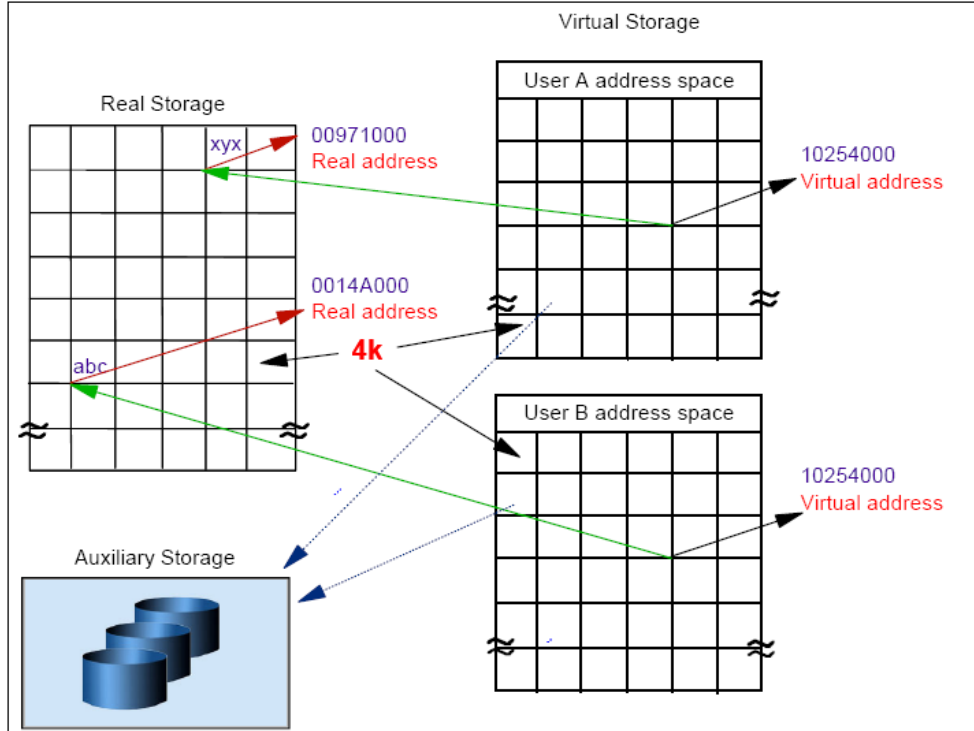 Virtual Storage
User A address space
Real Storage
xyx
00971000
Real address
10254000
Virtual address
0014A000
Real address
4k
abc
User B address space
10254000
Virtual address
Auxiliary Storage